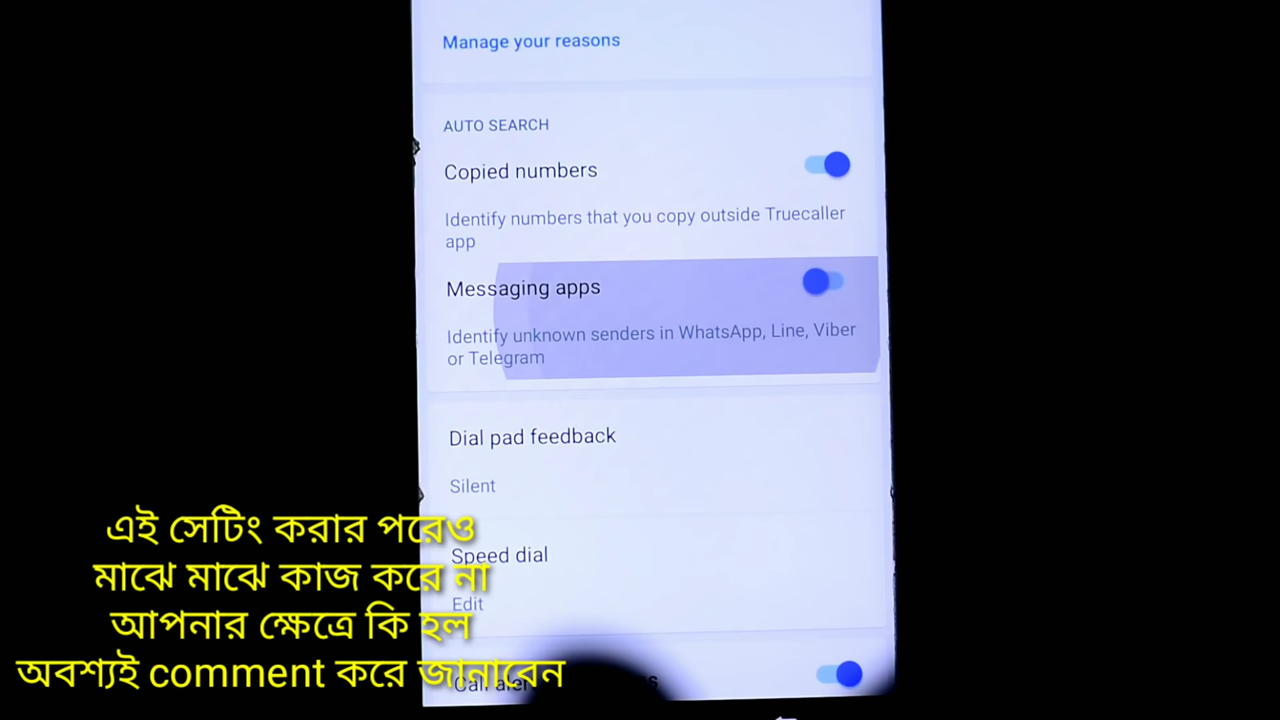 Manage your reasons
AUTO SEARCH
Copied numbers
Identify numbers that you copy outside Truecaller
app
Messaging apps
Identify unknown senders in WhatsApp, Line, Viber
or Telegram
Dial pad feedback
Silent
Speed dial
Edit
এই সেটিং করার পরেও
মাঝে মাঝে কাজ করে না
আপনার ক্ষেত্রে কি হল
অবশ্যই comment করে জানাবেন